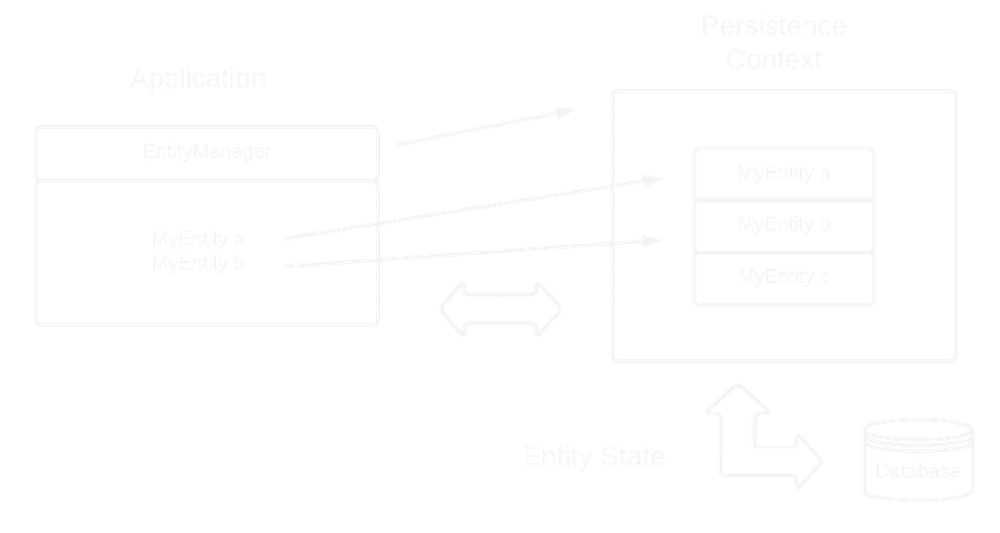 Persistence
Context
Application
EntityManager
MyEntity a
MyEntity b
MyEntity a
MyEntity b
MyEntity c
Entity State
Database